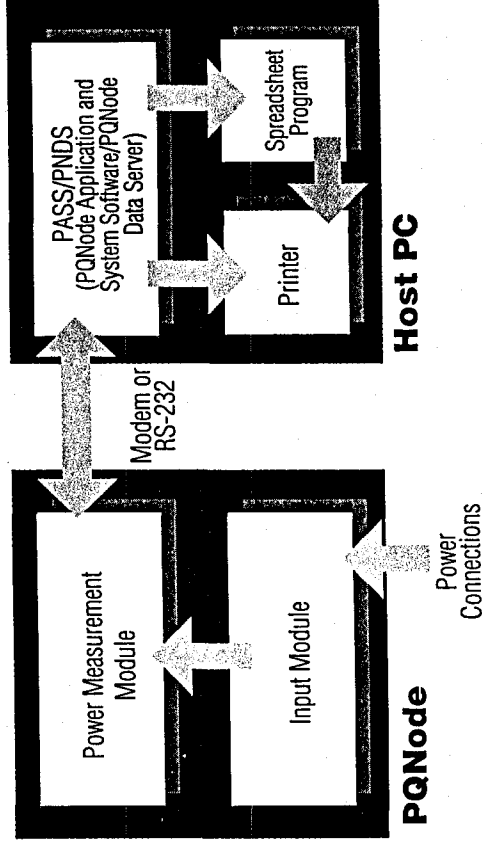 Power Measurement
Module
Input Module
PQNode
Power
Connections
Modem or
RS-232
PASS/PNDS
(PQNode Application and
System Software/PQNode
Data Server)
Printer
Spreadsheet
Program
Host PC